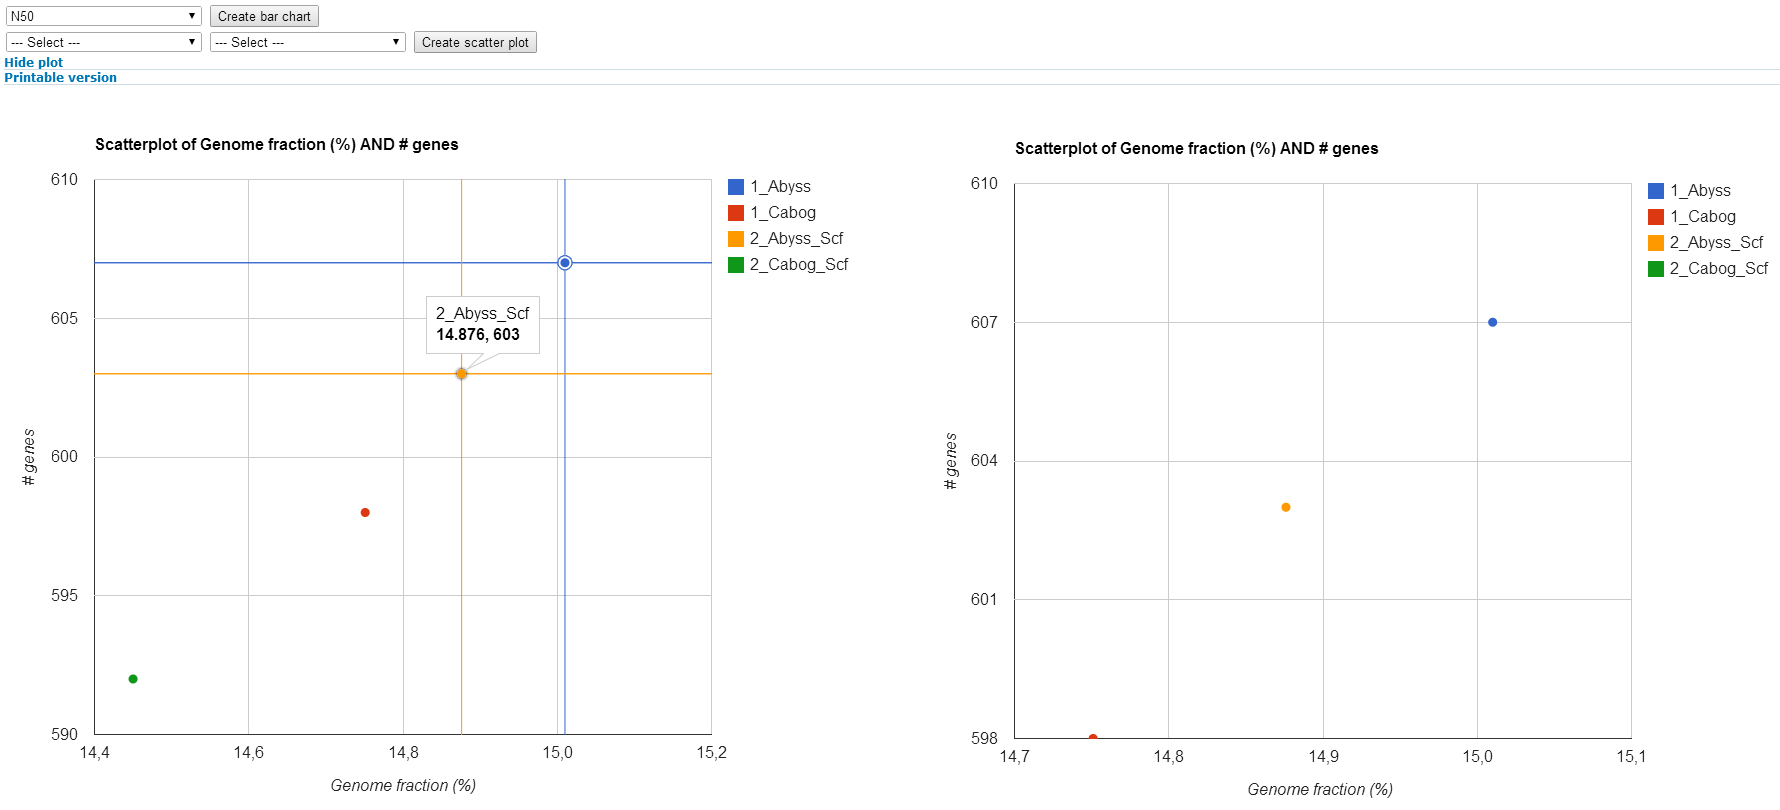 N50 Create bar chart
--- Select --- --- Select --- Create scatter plot
Hide plot
Printable version
Scatterplot of Genome fraction (%) AND # genes
610
605
600
595
590
# genes
14,4 14,6 14,8 15,0 15,2
Genome fraction (%)
2_Abyss_Scf
14.876, 603
1_Abyss
1_Cabog
2_Abyss_Scf
2_Cabog_Scf
Scatterplot of Genome fraction (%) AND # genes
610
607
604
601
598
# genes
14,7 14,8 14,9 15,0 15,1
Genome fraction (%)
1_Abyss
1_Cabog
2_Abyss_Scf
2_Cabog_Scf